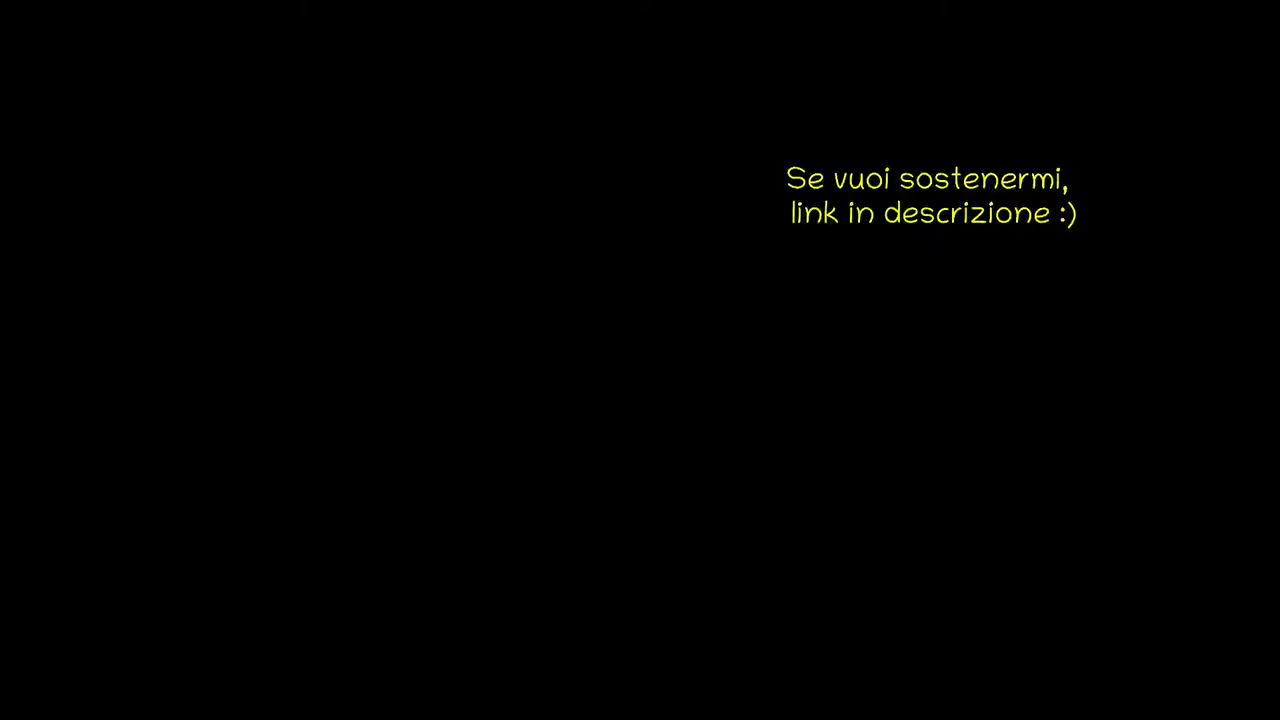 Se vuoi sostenermi,
link in descrizione :)